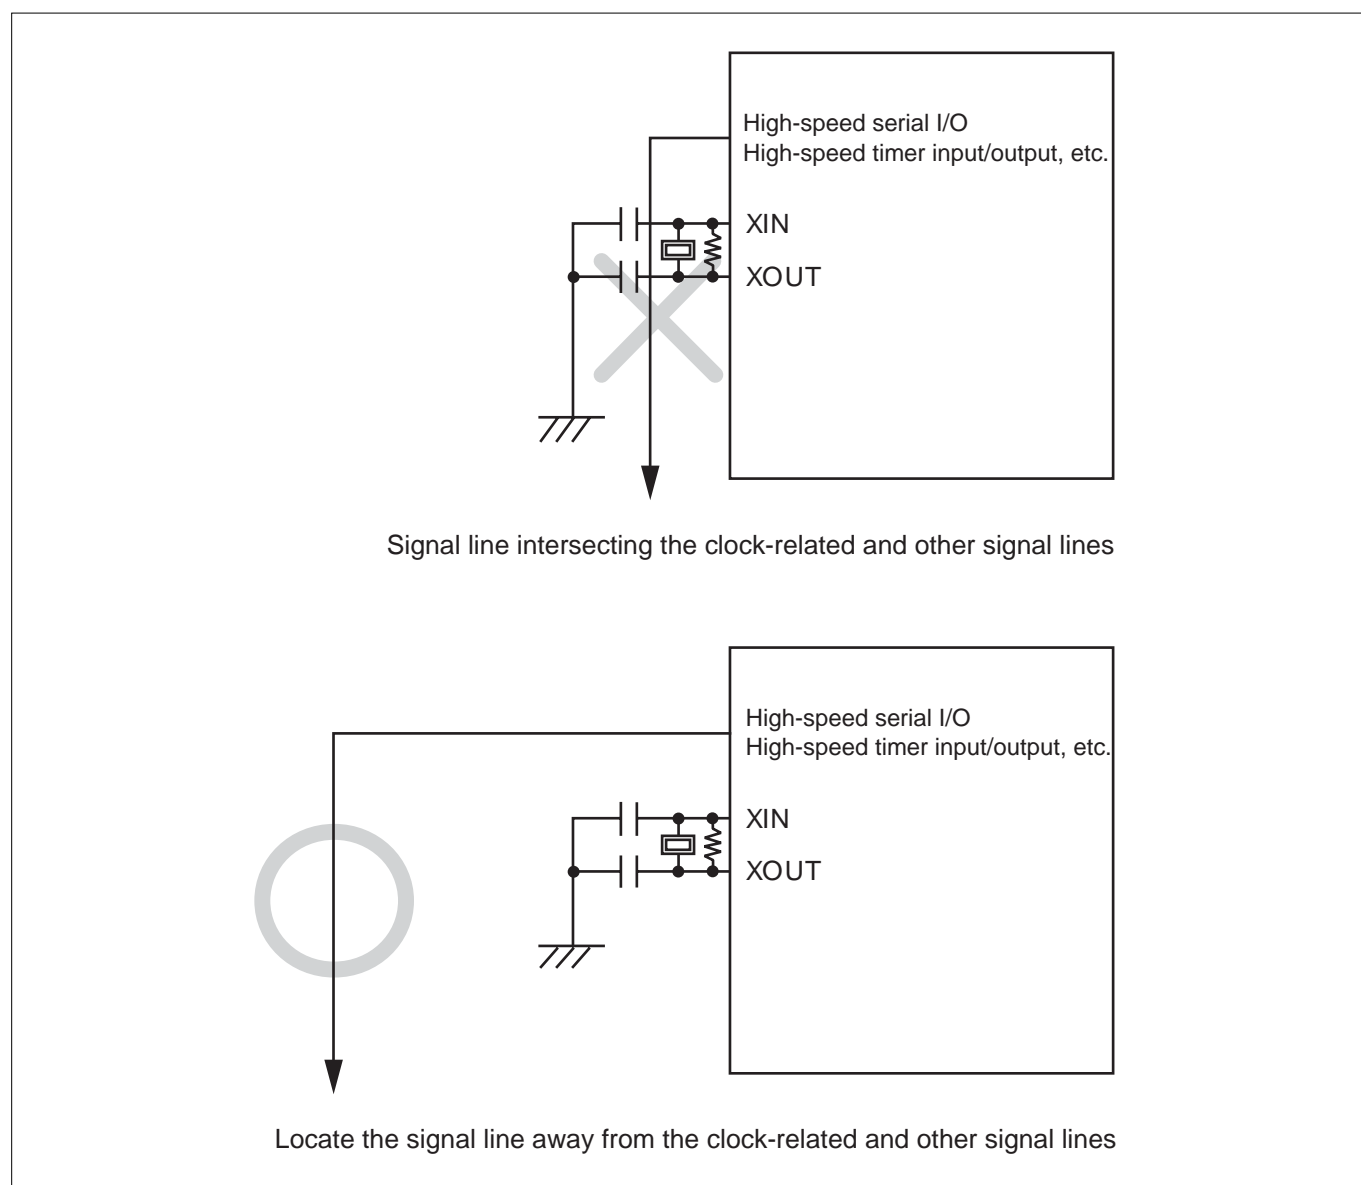 High-speed serial I/O
High-speed timer input/output, etc.
XIN
XOUT
Signal line intersecting the clock-related and other signal lines
High-speed serial I/O
High-speed timer input/output, etc.
XIN
XOUT
Locate the signal line away from the clock-related and other signal lines